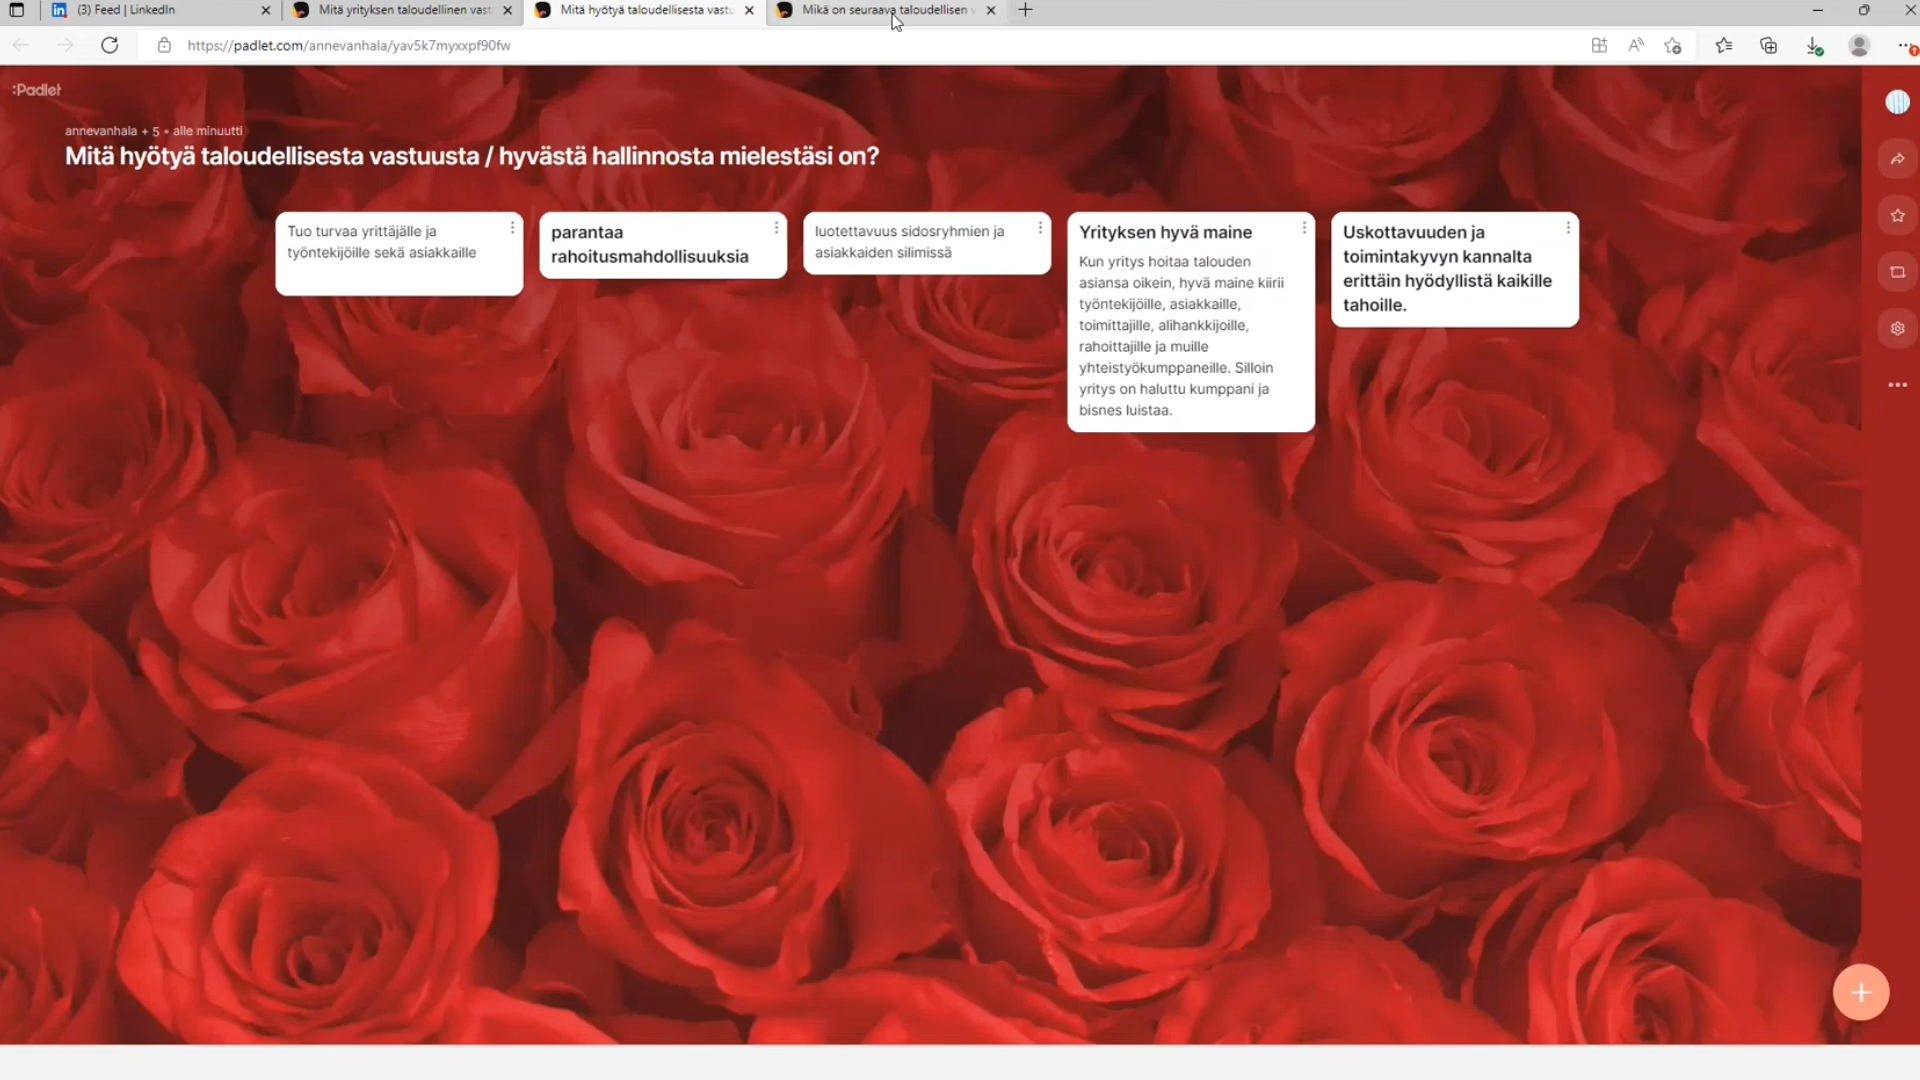 (3) Feed | LinkedIn
Mitä yrityksen taloudellinen vast
Mitä hyötyä taloudellisesta vastu
Mikä on seuraava taloudellisen v
https://padlet.com/annevanhala/yav5k7myxxpf90fw
:Padlet
annevanhala + 5 • alle minuutti
Mitä hyötyä taloudellisesta vastuusta / hyvästä hallinnosta mielestäsi on?
Tuo turvaa yrittäjälle ja
työntekijöille sekä asiakkaille
parantaa
rahoitusmahdollisuuksia
luotettavuus sidosryhmien ja
asiakkaiden silimissä
Yrityksen hyvä maine
Kun yritys hoitaa talouden
asiansa oikein, hyvä maine kiirii
työntekijöille, asiakkaille,
toimittajille, alihankkijoille,
rahoittajille ja muille
yhteistyökumppaneille. Silloin
yritys on haluttu kumppani ja
bisnes luistaa.
Uskottavuuden ja
toimintakyvyn kannalta
erittäin hyödyllistä kaikille
tahoille.